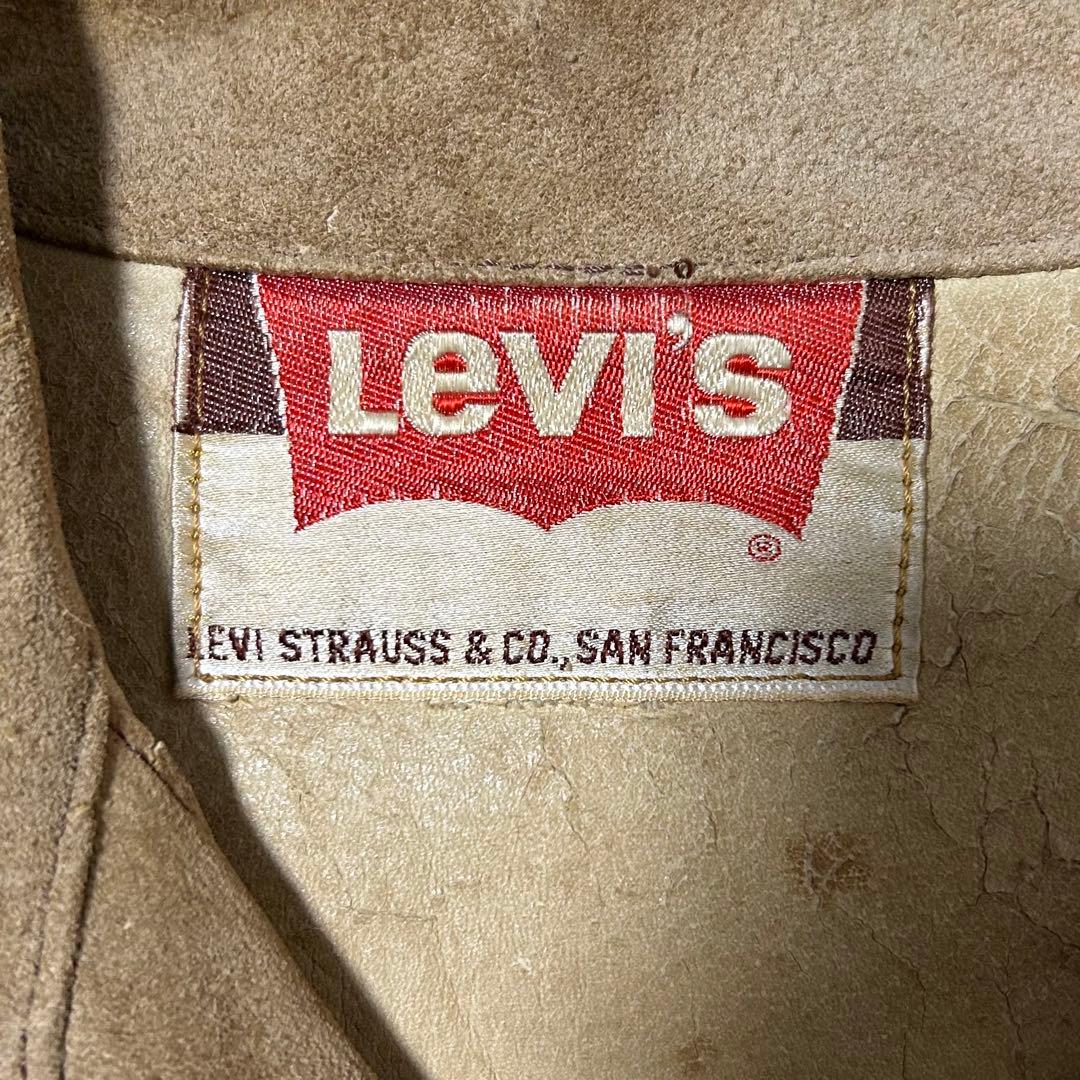 Levi's
®
LEVI STRAUSS & CO., SAN FRANCISCO